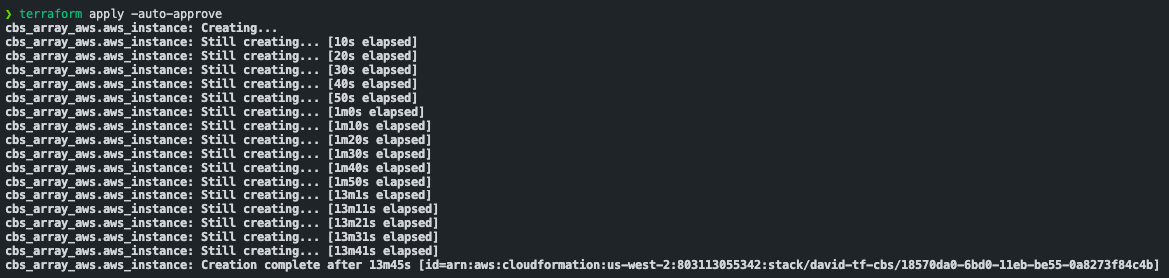 ❯ terraform apply -auto-approve
cbs_array_aws.aws_instance: Creating...
cbs_array_aws.aws_instance: Still creating... [10s elapsed]
cbs_array_aws.aws_instance: Still creating... [20s elapsed]
cbs_array_aws.aws_instance: Still creating... [30s elapsed]
cbs_array_aws.aws_instance: Still creating... [40s elapsed]
cbs_array_aws.aws_instance: Still creating... [50s elapsed]
cbs_array_aws.aws_instance: Still creating... [1m0s elapsed]
cbs_array_aws.aws_instance: Still creating... [1m10s elapsed]
cbs_array_aws.aws_instance: Still creating... [1m20s elapsed]
cbs_array_aws.aws_instance: Still creating... [1m30s elapsed]
cbs_array_aws.aws_instance: Still creating... [1m40s elapsed]
cbs_array_aws.aws_instance: Still creating... [1m50s elapsed]
cbs_array_aws.aws_instance: Still creating... [13m1s elapsed]
cbs_array_aws.aws_instance: Still creating... [13m11s elapsed]
cbs_array_aws.aws_instance: Still creating... [13m21s elapsed]
cbs_array_aws.aws_instance: Still creating... [13m31s elapsed]
cbs_array_aws.aws_instance: Still creating... [13m41s elapsed]
cbs_array_aws.aws_instance: Creation complete after 13m45s [id=arn:aws:cloudformation:us-west-2:803113055342:stack/david-tf-cbs/18570da0-6bd0-11eb-be55-0a8273f84c4b]